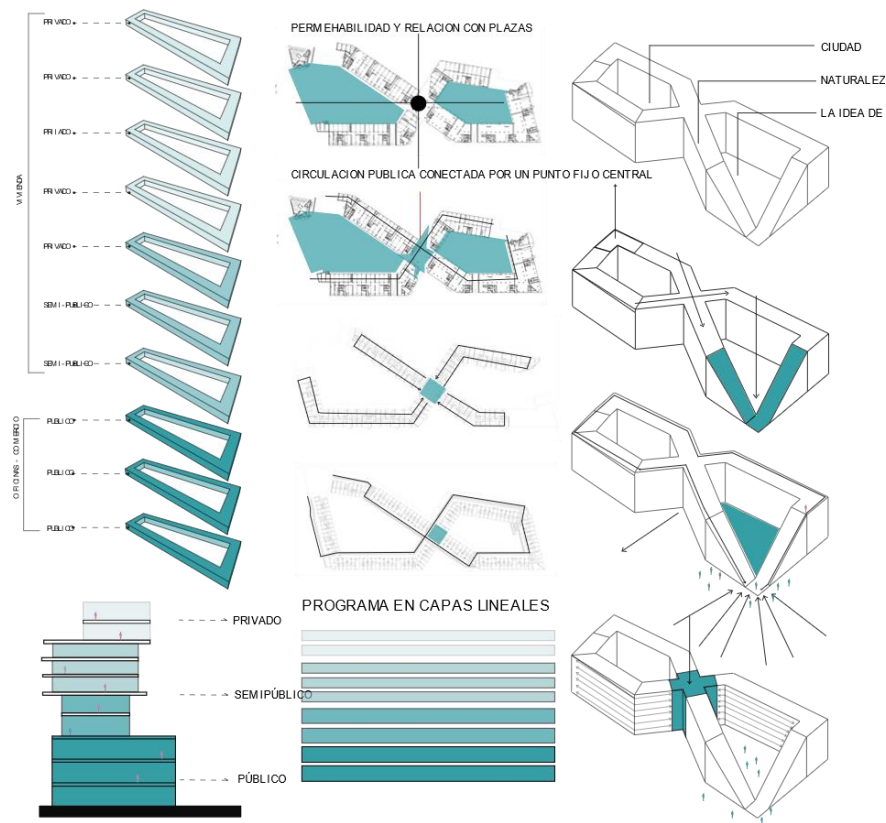 PRIVADO
PRIVADO
PRIADO
PRIVADO
PRIVADO
SEMI-PUBLICO
SEMI-PUBLICO
PUBLICO
PUBLICO
PUBLICO
VIVIENDA
OFICINAS - COMERCIO
PERMEHABILIDAD Y RELACION CON PLAZAS
CIRCULACION PUBLICA CONECTADA POR UN PUNTO FIJO CENTRAL
CIUDAD
NATURALEZ
LA IDEA DE
PROGRAMA EN CAPAS LINEALES
PRIVADO
SEMIPÚBLICO
PÚBLICO